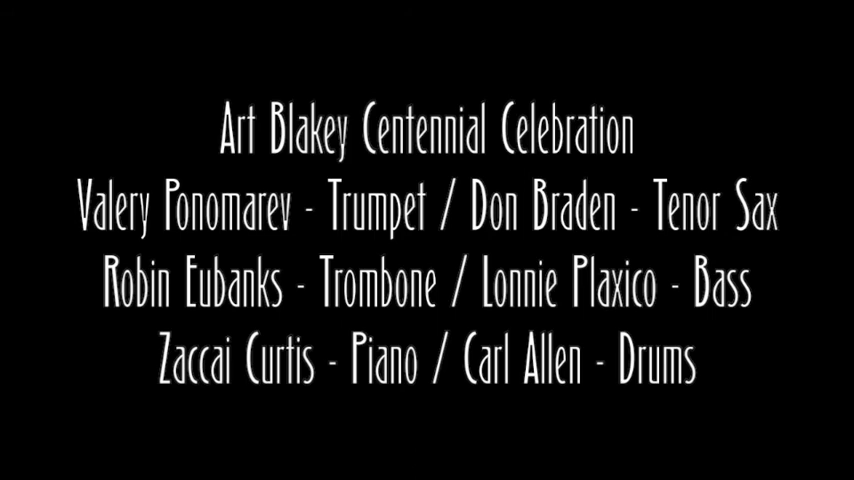 Art Blakey Centennial Celebration
Valery Ponomarev - Trumpet / Don Braden - Tenor Sax
Robin Eubanks - Trombone / Lonnie Plaxico - Bass
Zaccai Curtis - Piano / Carl Allen - Drums